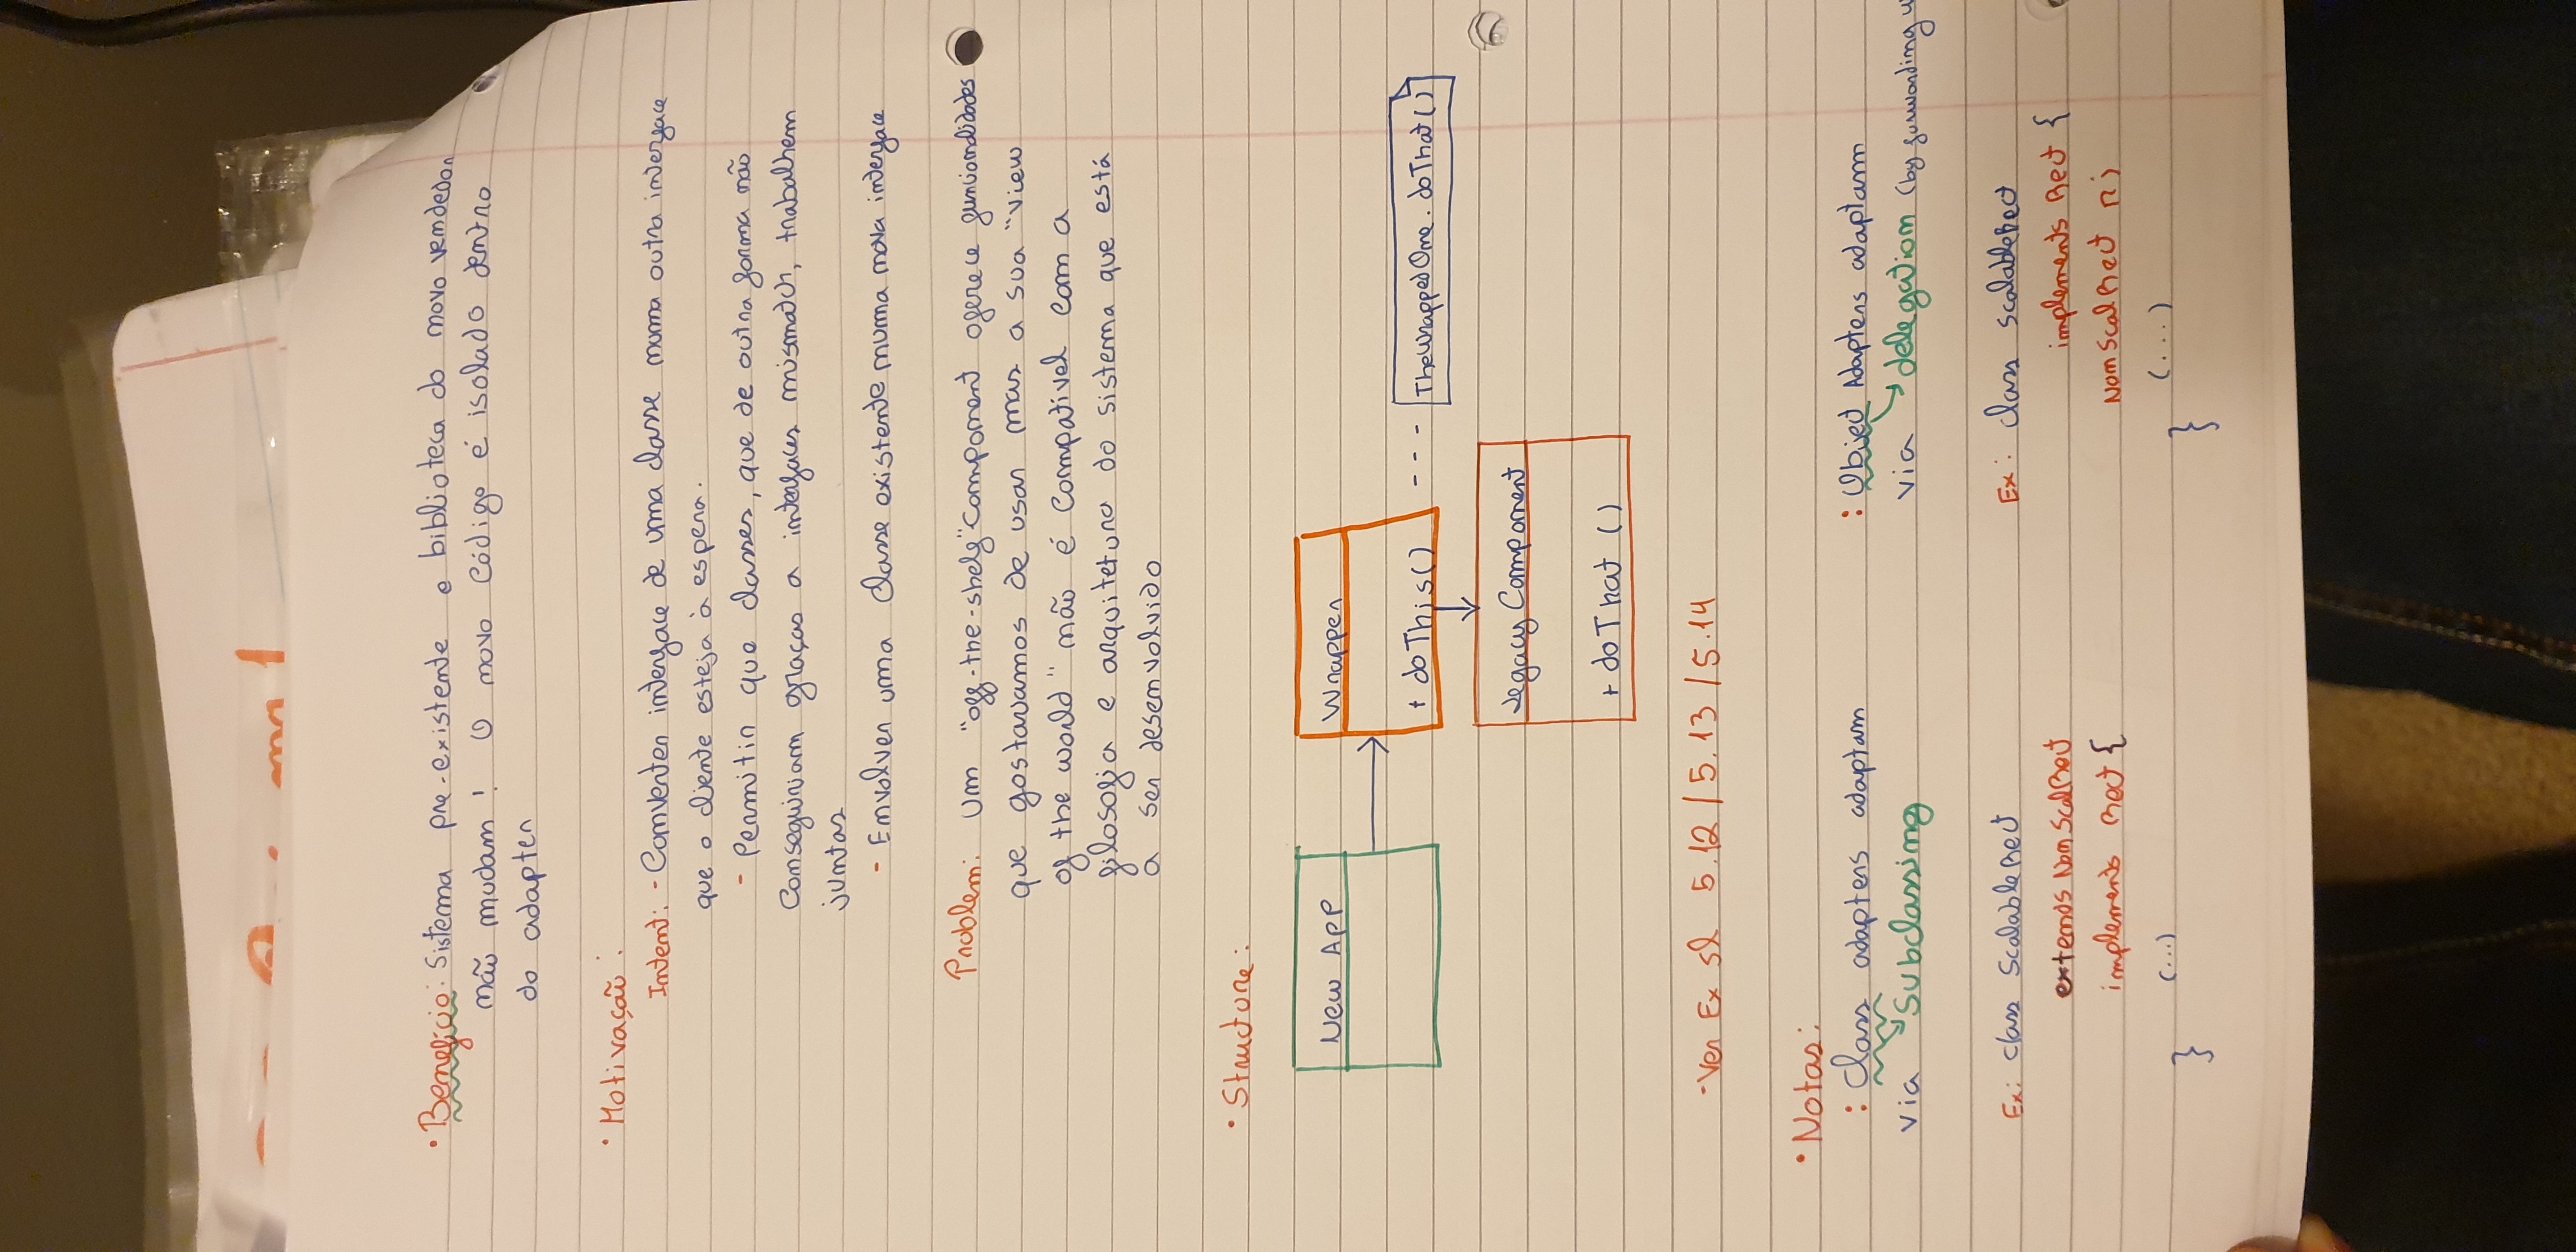 • Benefício: Sistema pre-existente e biblioteca do novo vendedor
não mudam! O novo código é isolado dentro
do adapter
• Motivação:
Intent: - Converter interface de uma classe numa outra interface
que o cliente esteja à espera.
- Permitir que classes, que de outra forma não
conseguiriam graças a interfaces mismatch, trabalhem
juntas
- Envolver uma classe existente numa nova interface
Problem: Um "off-the-shelf" component oferece funcionalidades
que gostavamos de usar mas a sua "view
of the world" não é compativel com a
filosofia e arquitetura do sistema que está
a ser desenvolvido
• Structure:
New App
Wrapper
+ doThis() - - - TheWrappedOne.doThat()
Legacy Component
+ doThat ()
- Ver Ex sl 5.12 / 5.13 / 5.14
• Notas:
: Class adapters adaptam
via Subclassing
Ex: class ScalableRect
extends NonScalRect
implements Rect {
(...)
}
: Object Adapters adaptam
via delegation (by forwarding
Ex: class ScalableRect
implements Rect {
NonScalRect r;
(...)
}